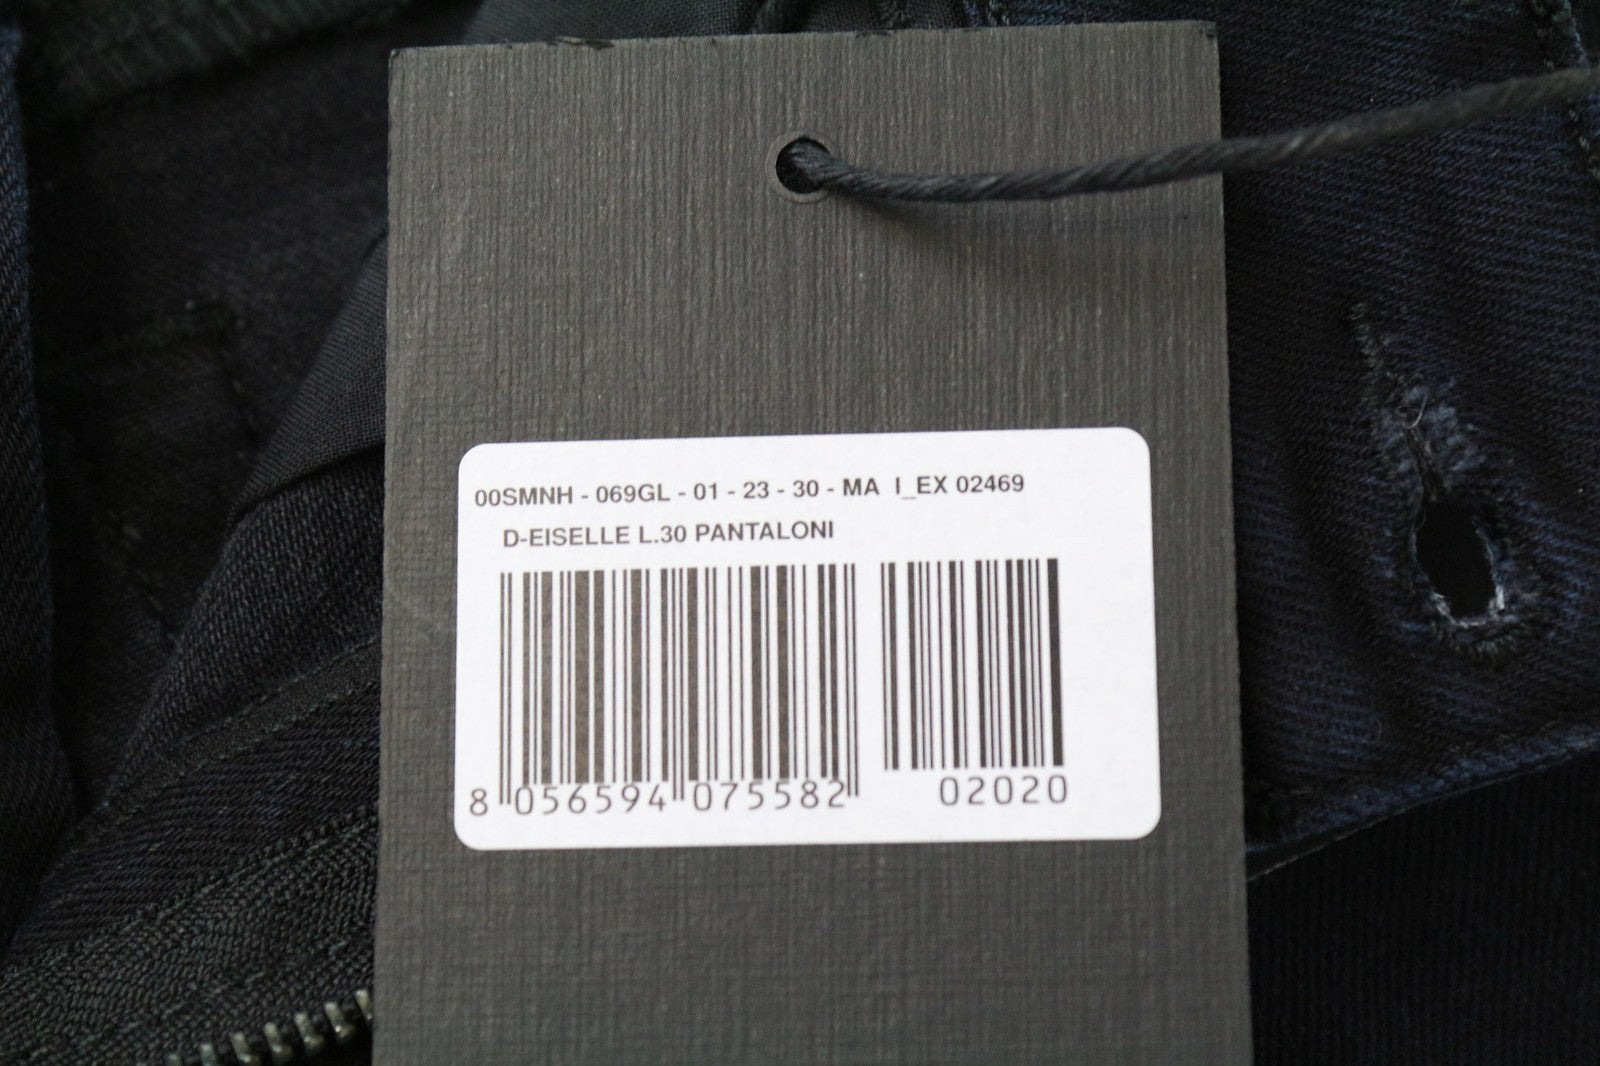 00SMNH - 069GL - 01 - 23 - 30 - MA I_EX 02469
D-EISELLE L.30 PANTALONI
8 056594 075582 02020